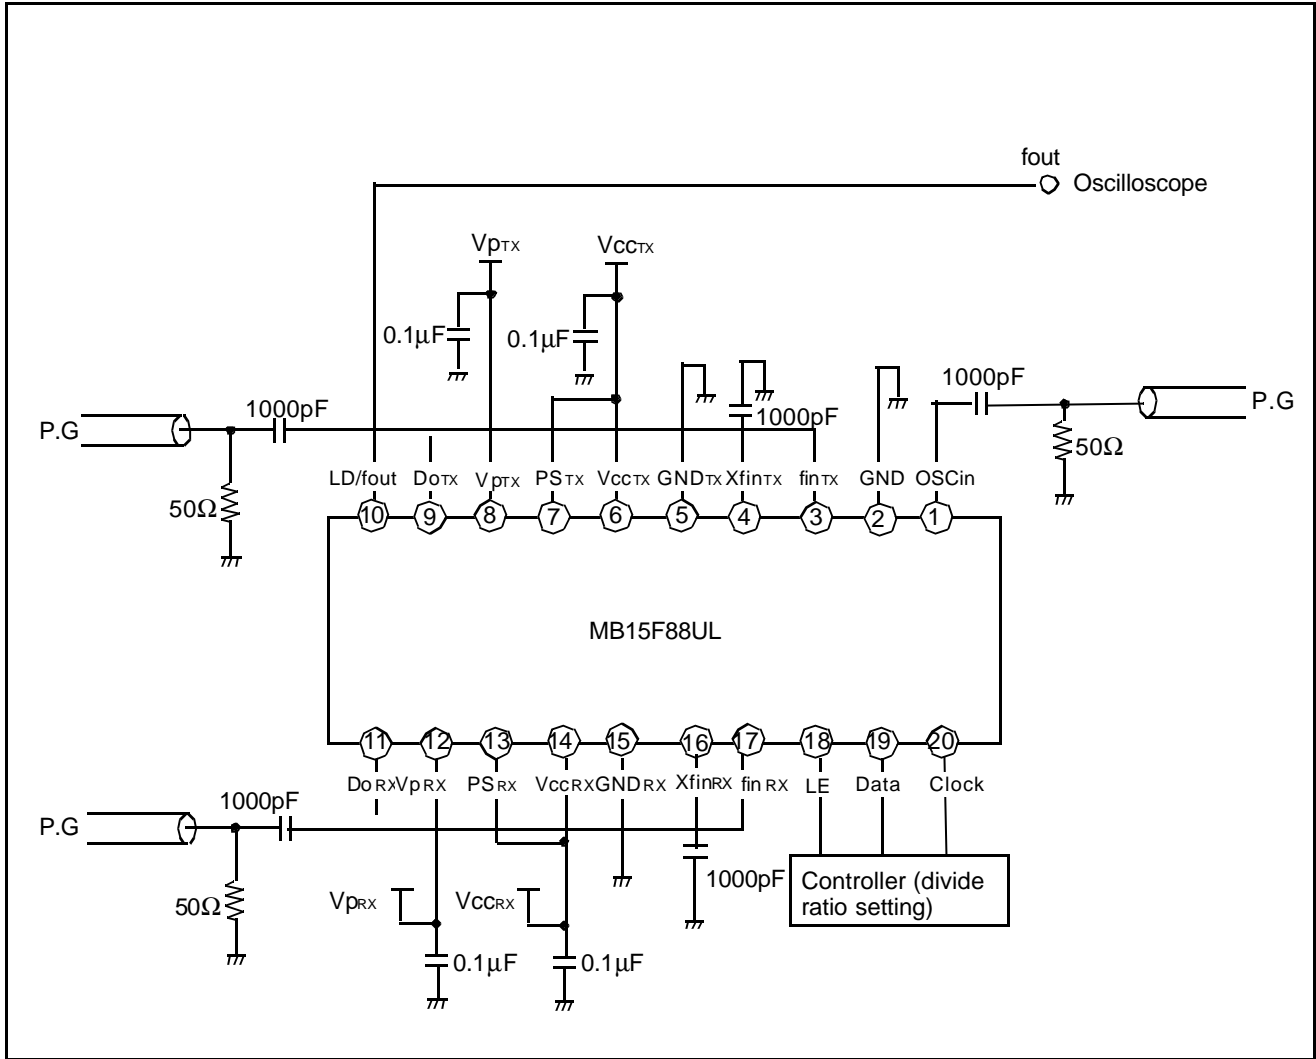 fout
Oscilloscope
VpTX
VccTX
0.1µF
0.1µF
1000pF
P.G
1000pF
P.G
1000pF
50Ω
50Ω
LD/fout DoTX VpTX PSTX VccTX GNDTX XfinTX finTX GND OSCin
10 9 8 7 6 5 4 3 2 1
MB15F88UL
11 12 13 14 15 16 17 18 19 20
DoRX VpRX PSRX VccRX GNDRX XfinRX finRX LE Data Clock
1000pF
P.G
50Ω
VpRX
VccRX
1000pF
Controller (divide
ratio setting)
0.1µF
0.1µF